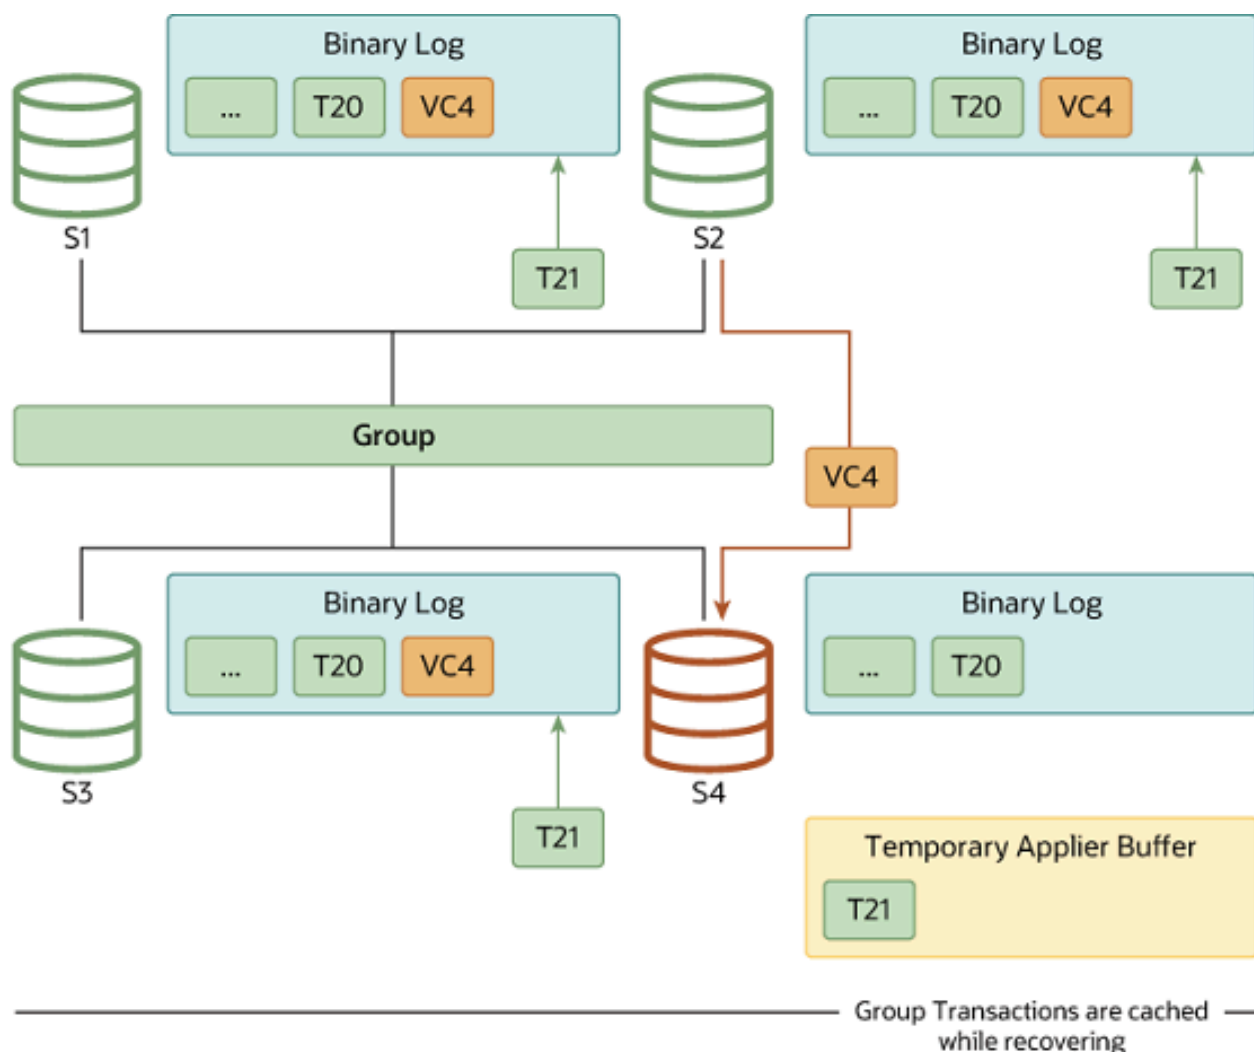 Binary Log
... T20 VC4
S1
T21
Binary Log
... T20 VC4
S2
T21
Group
VC4
Binary Log
... T20 VC4
S3
T21
Binary Log
... T20
S4
Temporary Applier Buffer
T21
Group Transactions are cached
while recovering